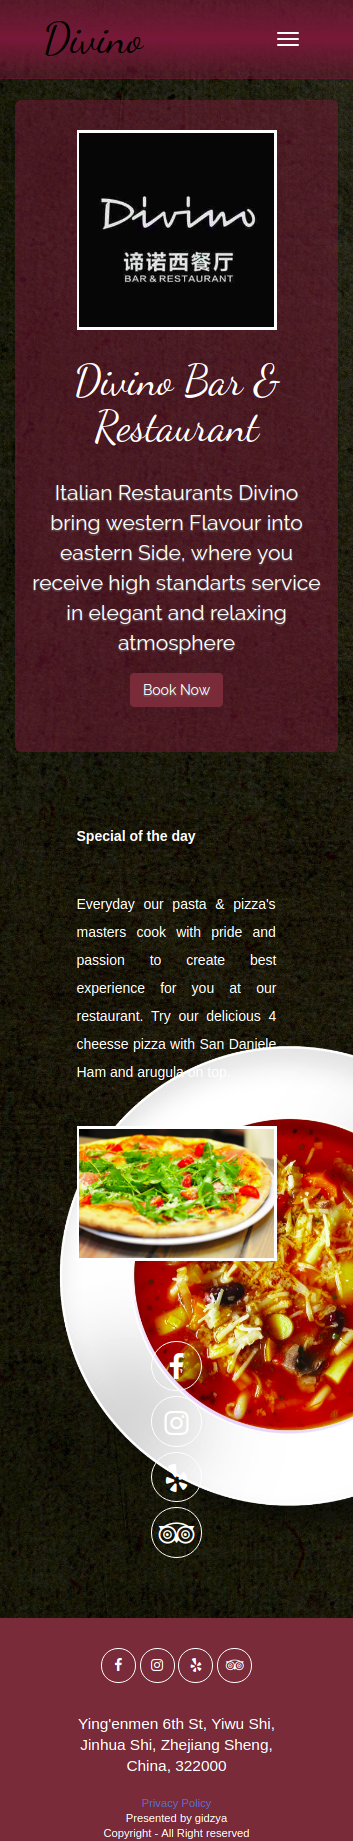 Divino
Divino
谛诺西餐厅
BAR & RESTAURANT
Divino Bar &
Restaurant
Italian Restaurants Divino
bring western Flavour into
eastern Side, where you
receive high standarts service
in elegant and relaxing
atmosphere
Book Now
Special of the day
Everyday our pasta & pizza's
masters cook with pride and
passion to create best
experience for you at our
restaurant. Try our delicious 4
cheesse pizza with San Daniele
Ham and arugula on top.
Ying'enmen 6th St, Yiwu Shi,
Jinhua Shi, Zhejiang Sheng,
China, 322000
Privacy Policy
Presented by gidzya
Copyright - All Right reserved